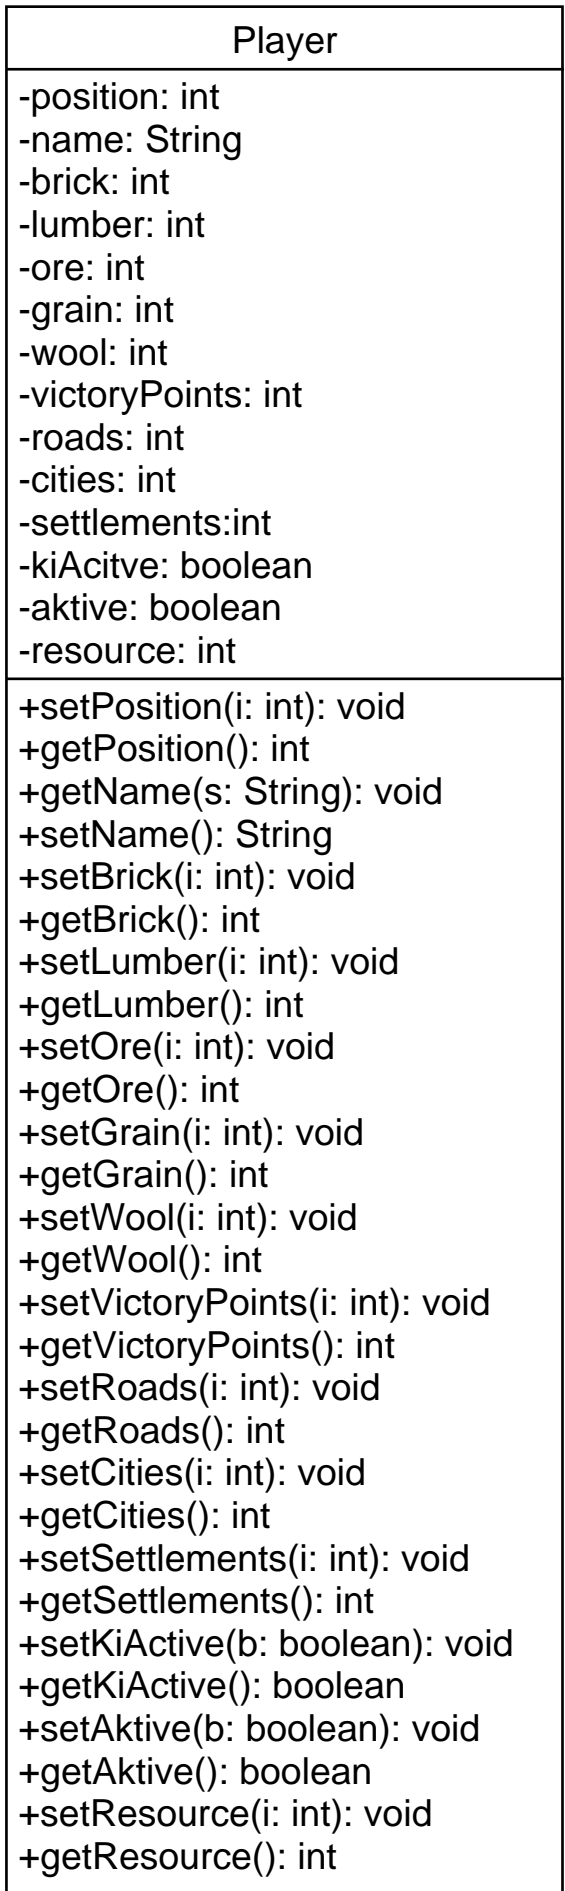 Player
-position: int
-name: String
-brick: int
-lumber: int
-ore: int
-grain: int
-wool: int
-victoryPoints: int
-roads: int
-cities: int
-settlements:int
-kiAcitve: boolean
-aktive: boolean
-resource: int
+setPosition(i: int): void
+getPosition(): int
+getName(s: String): void
+setName(): String
+setBrick(i: int): void
+getBrick(): int
+setLumber(i: int): void
+getLumber(): int
+setOre(i: int): void
+getOre(): int
+setGrain(i: int): void
+getGrain(): int
+setWool(i: int): void
+getWool(): int
+setVictoryPoints(i: int): void
+getVictoryPoints(): int
+setRoads(i: int): void
+getRoads(): int
+setCities(i: int): void
+getCities(): int
+setSettlements(i: int): void
+getSettlements(): int
+setKiActive(b: boolean): void
+getKiActive(): boolean
+setAktive(b: boolean): void
+getAktive(): boolean
+setResource(i: int): void
+getResource(): int